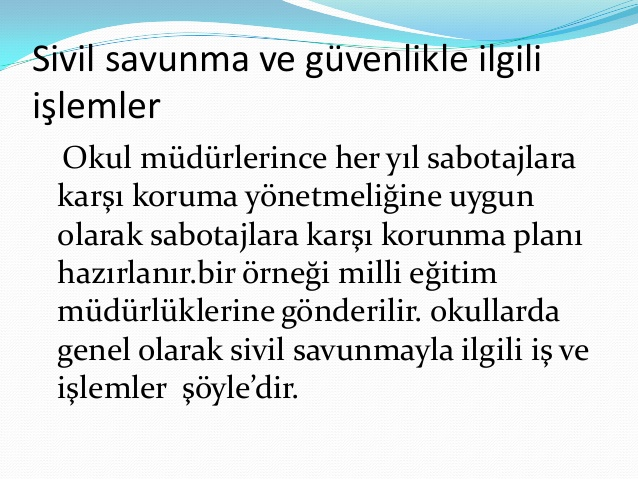 Sivil savunma ve güvenlikle ilgili
işlemler
Okul müdürlerince her yıl sabotajlara
karşı koruma yönetmeliğine uygun
olarak sabotajlara karşı korunma planı
hazırlanır.bir örneği milli eğitim
müdürlüklerine gönderilir. okullarda
genel olarak sivil savunmayla ilgili iş ve
işlemler şöyle’dir.